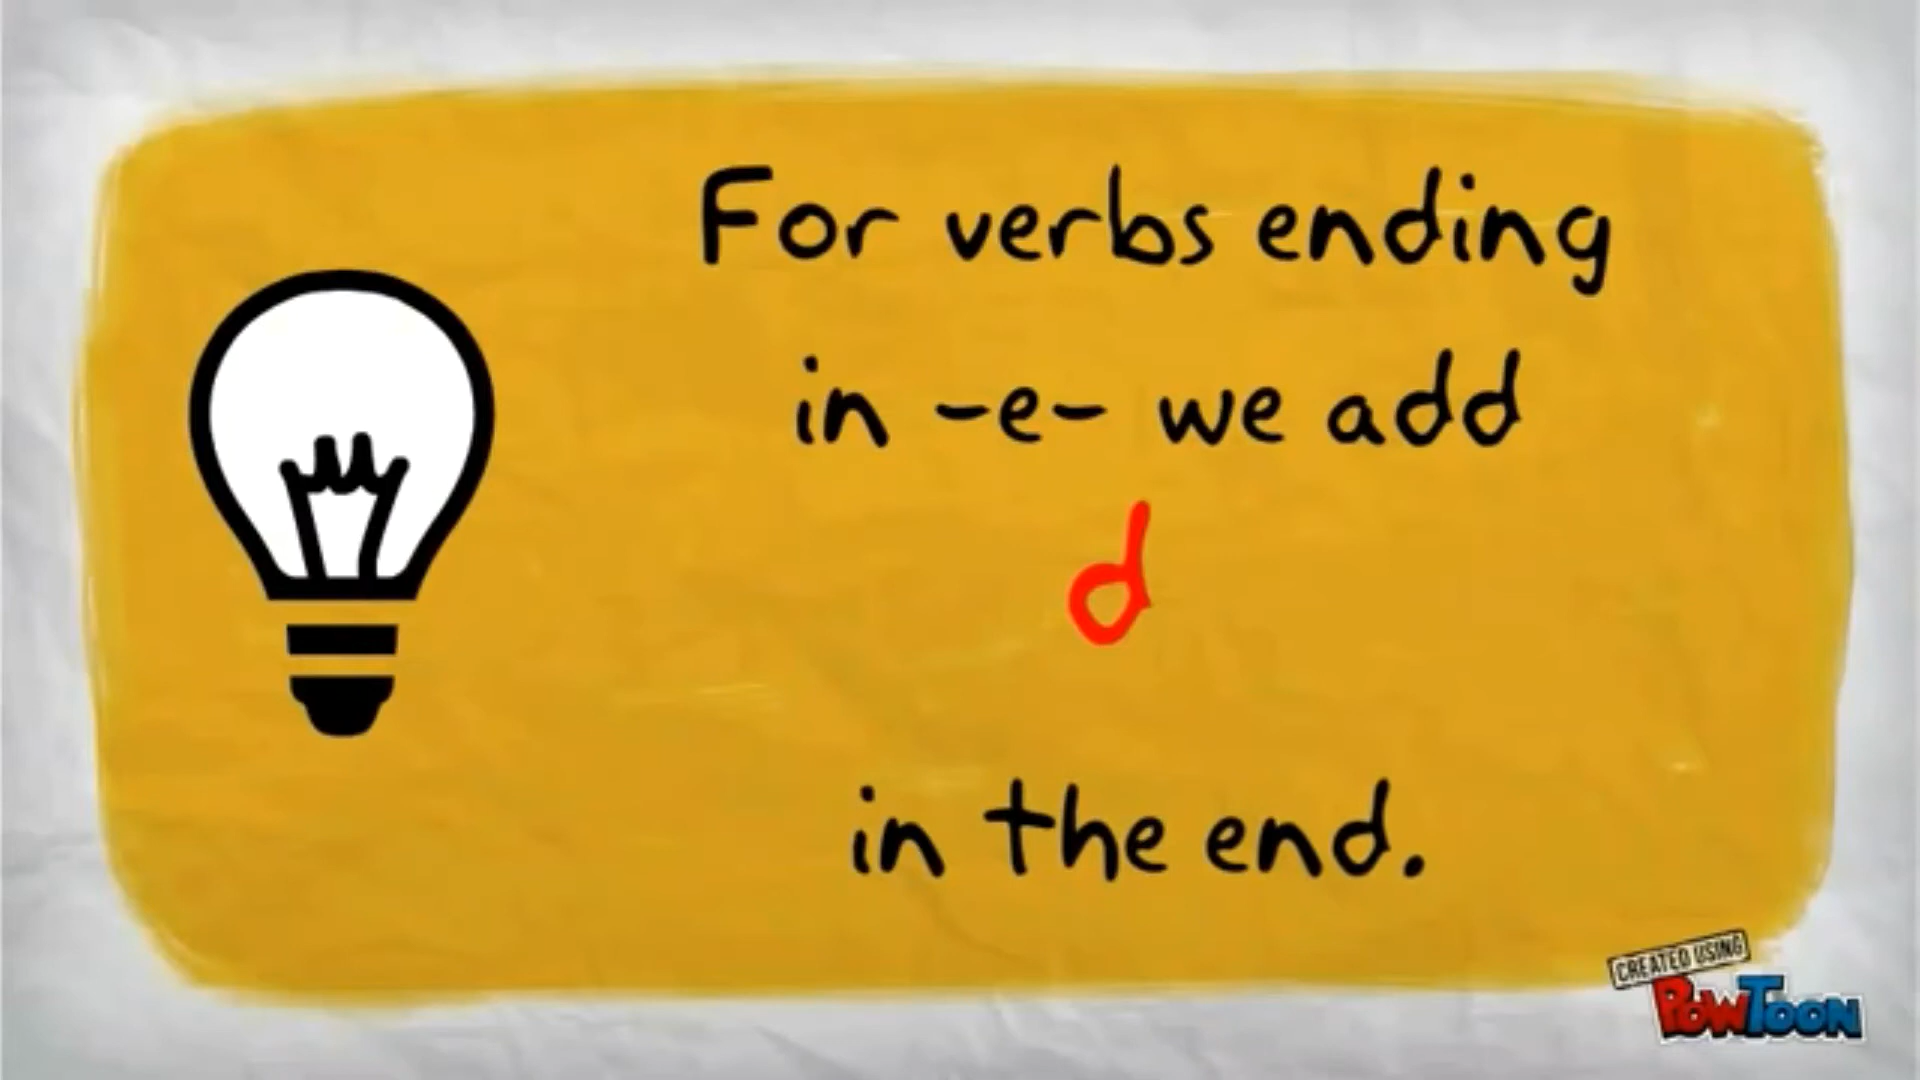 For verbs ending
in -e- we add
d
in the end.
CREATED USING
POWTOON